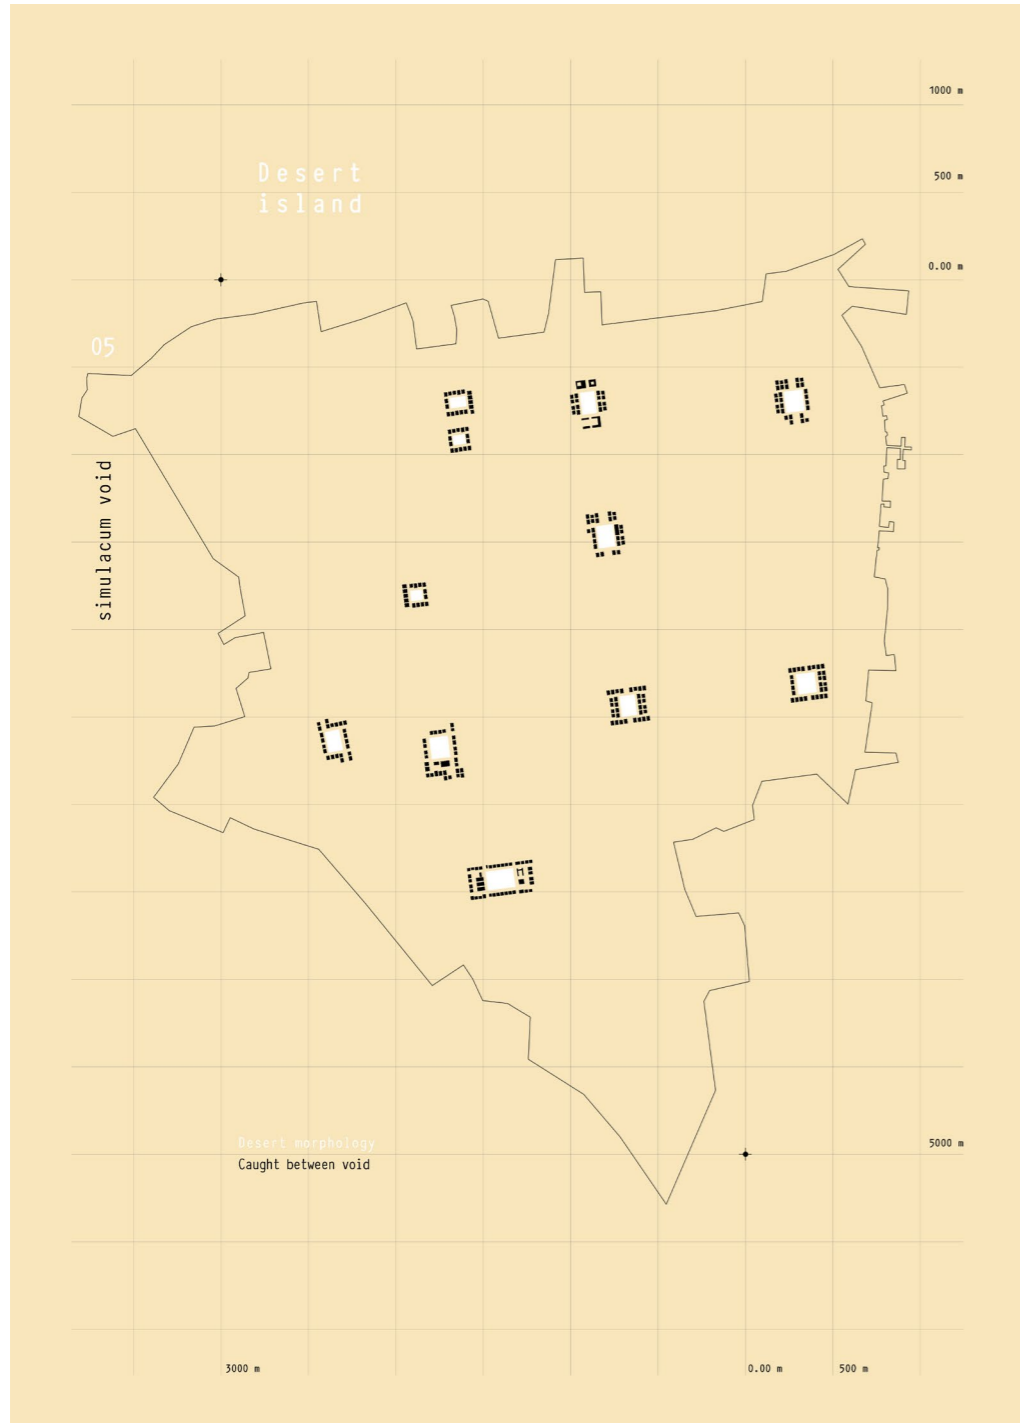 1000 m
Desert
500 m
island
0.00 m
05
simulacum void
Desert morphology
5000 m
Caught between void
3000 m
0.00 m
500 m